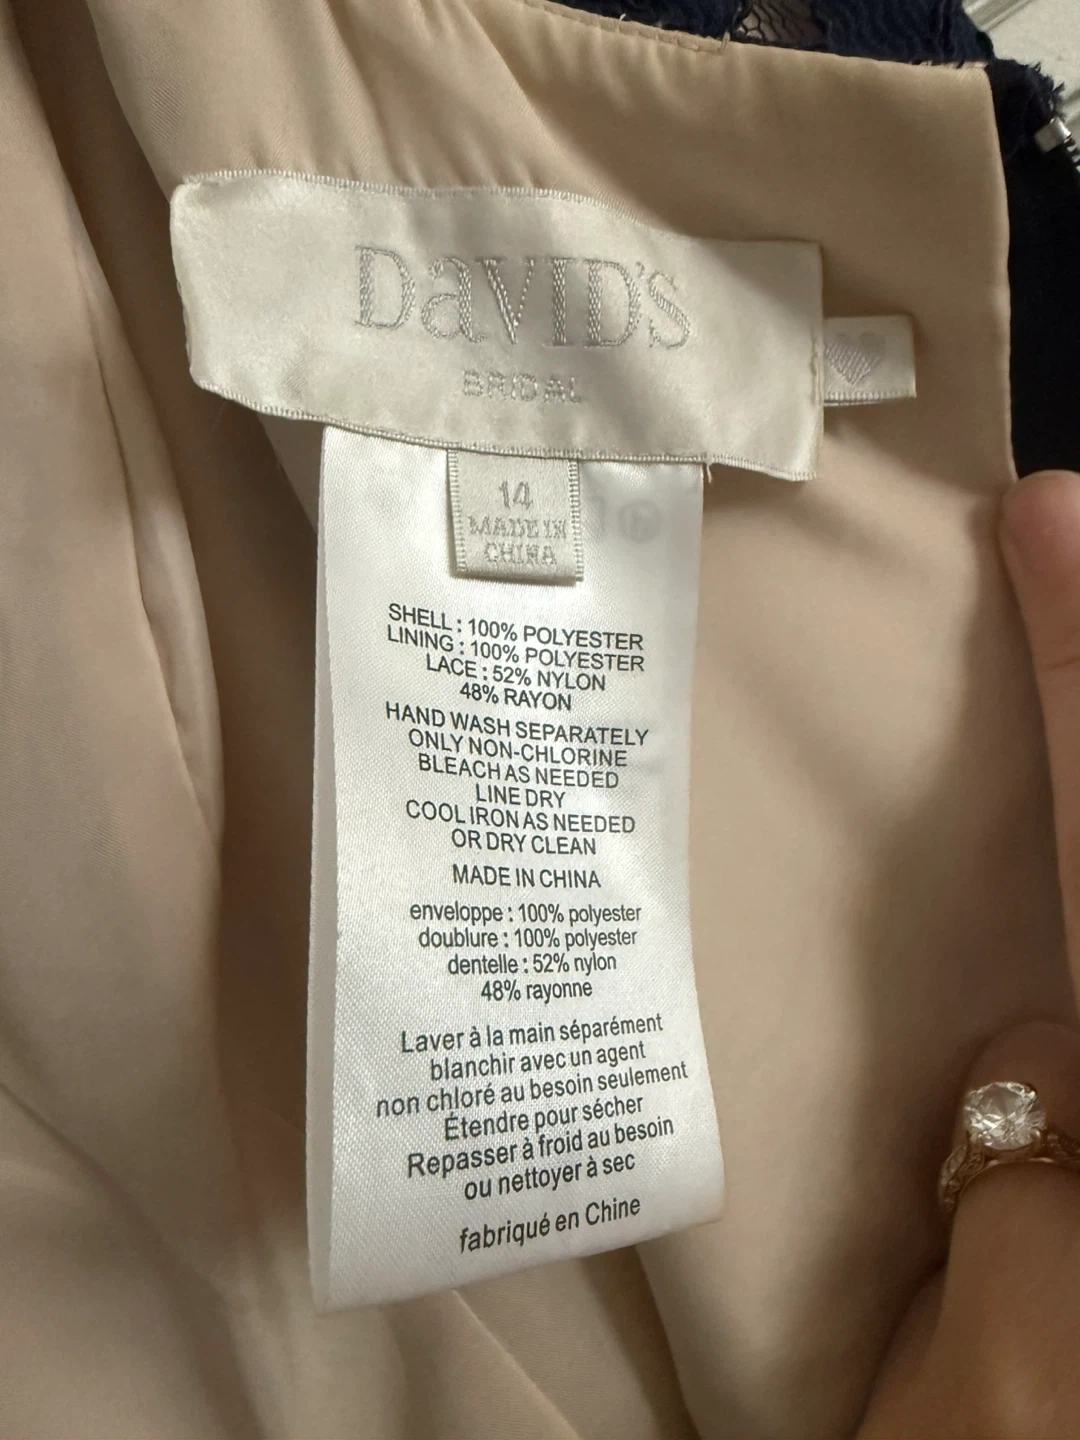 DaVID'S
BRIDAL
14
MADE IN
CHINA
SHELL : 100% POLYESTER
LINING : 100% POLYESTER
LACE : 52% NYLON
48% RAYON
HAND WASH SEPARATELY
ONLY NON-CHLORINE
BLEACH AS NEEDED
LINE DRY
COOL IRON AS NEEDED
OR DRY CLEAN
MADE IN CHINA
enveloppe : 100% polyester
doublure : 100% polyester
dentelle : 52% nylon
48% rayonne
Laver à la main séparément
blanchir avec un agent
non chloré au besoin seulement
Étendre pour sécher
Repasser à froid au besoin
ou nettoyer à sec
fabriqué en Chine